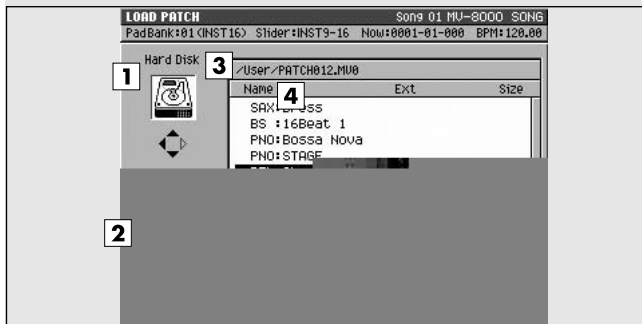 LOAD PATCH Song 01 MV-8000 SONG
PadBank:01(INST16) Slider:INST9-16 Now:0001-01-000 BPM:120.00
Hard Disk
1
3
/User/PATCH012.MV0
Name Ext Size
4
BS :16Beat 1
PNO:Bossa Nova
PNO:STAGE
2